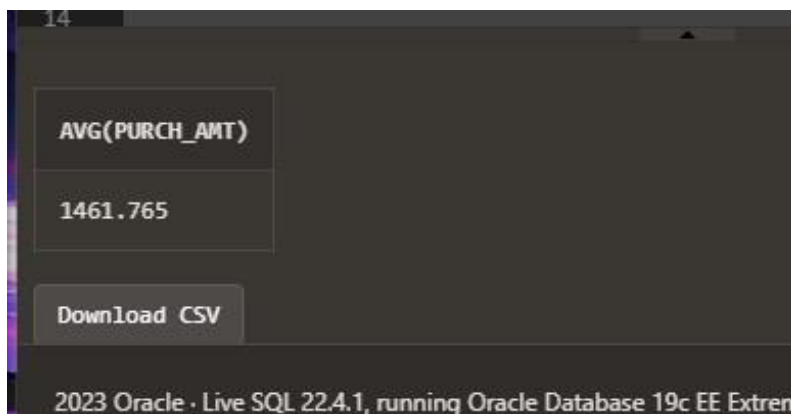 14
AVG(PURCH_AMT)
1461.765
Download CSV
2023 Oracle · Live SQL 22.4.1, running Oracle Database 19c EE